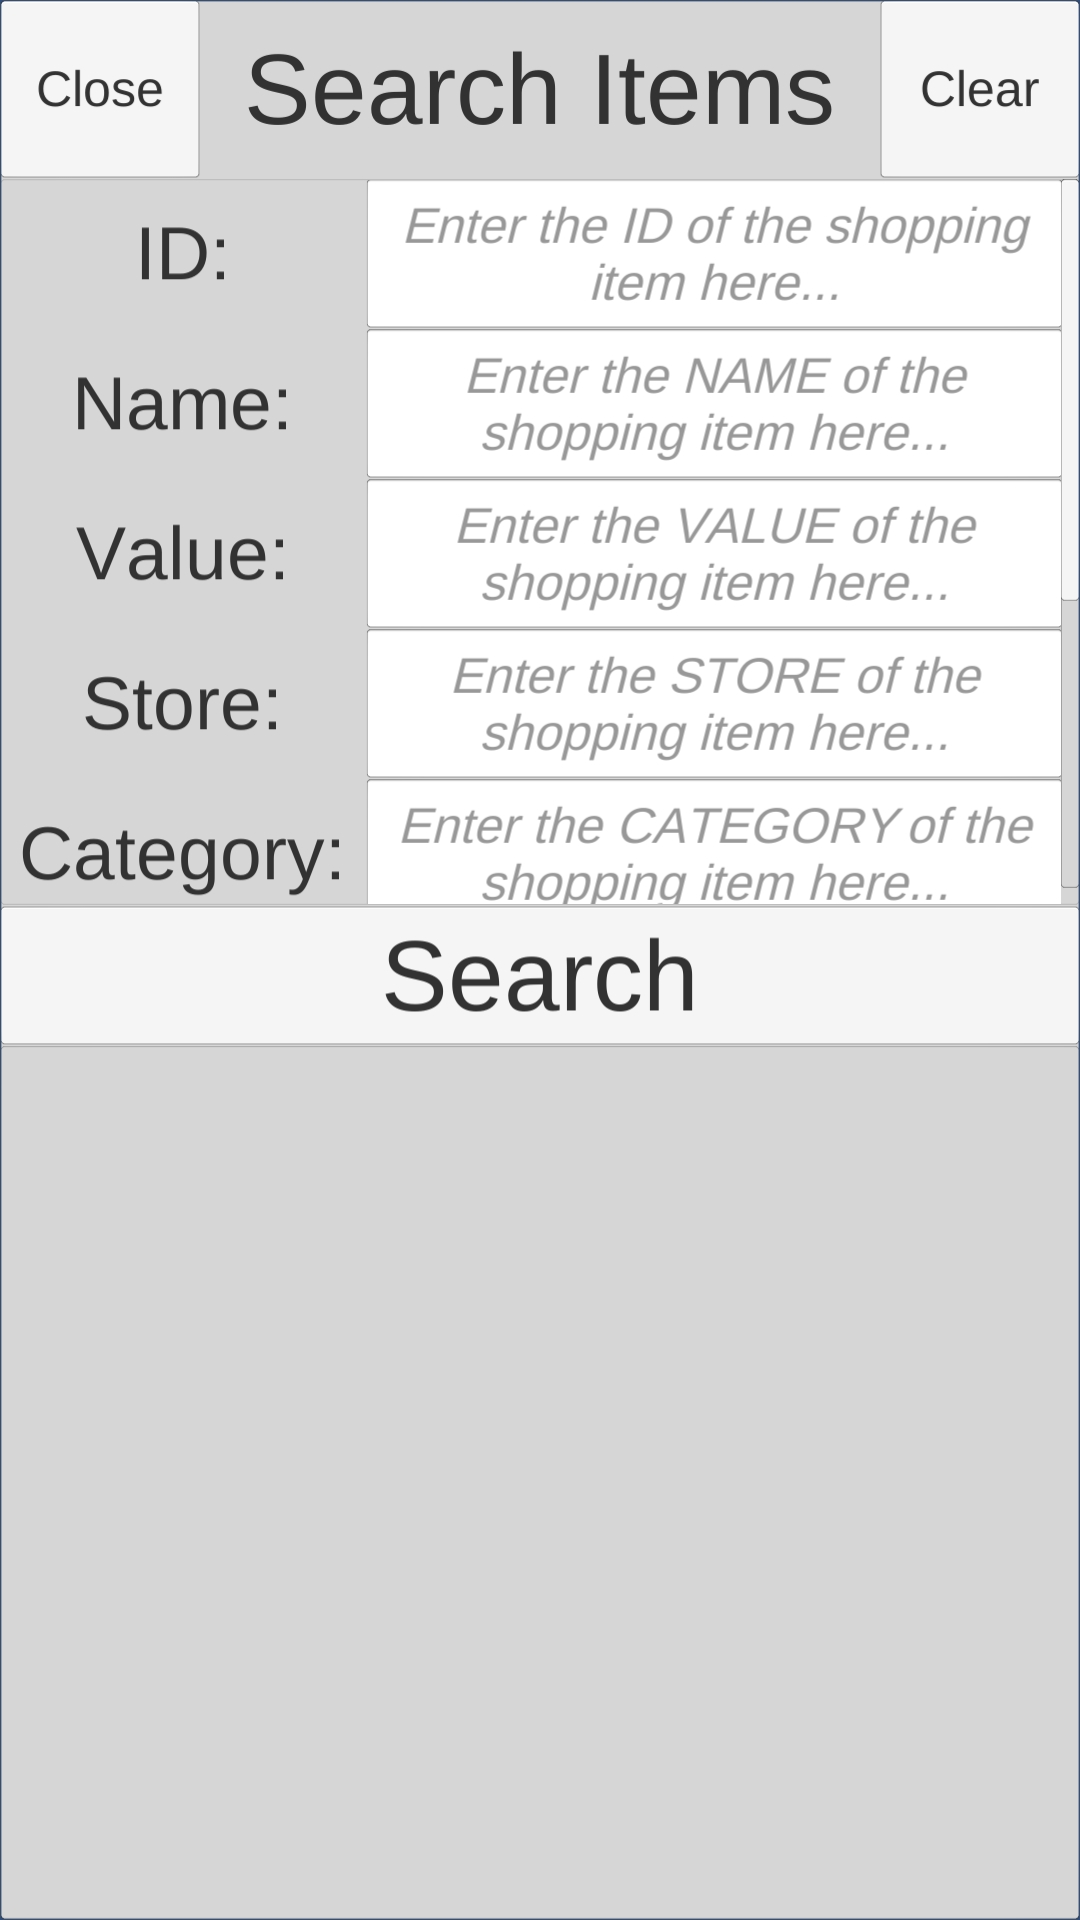 Close
Search Items
Clear
ID:
Enter the ID of the shopping
item here...
Name:
Enter the NAME of the
shopping item here...
Value:
Enter the VALUE of the
shopping item here...
Store:
Enter the STORE of the
shopping item here...
Category:
Enter the CATEGORY of the
shopping item here...
Search